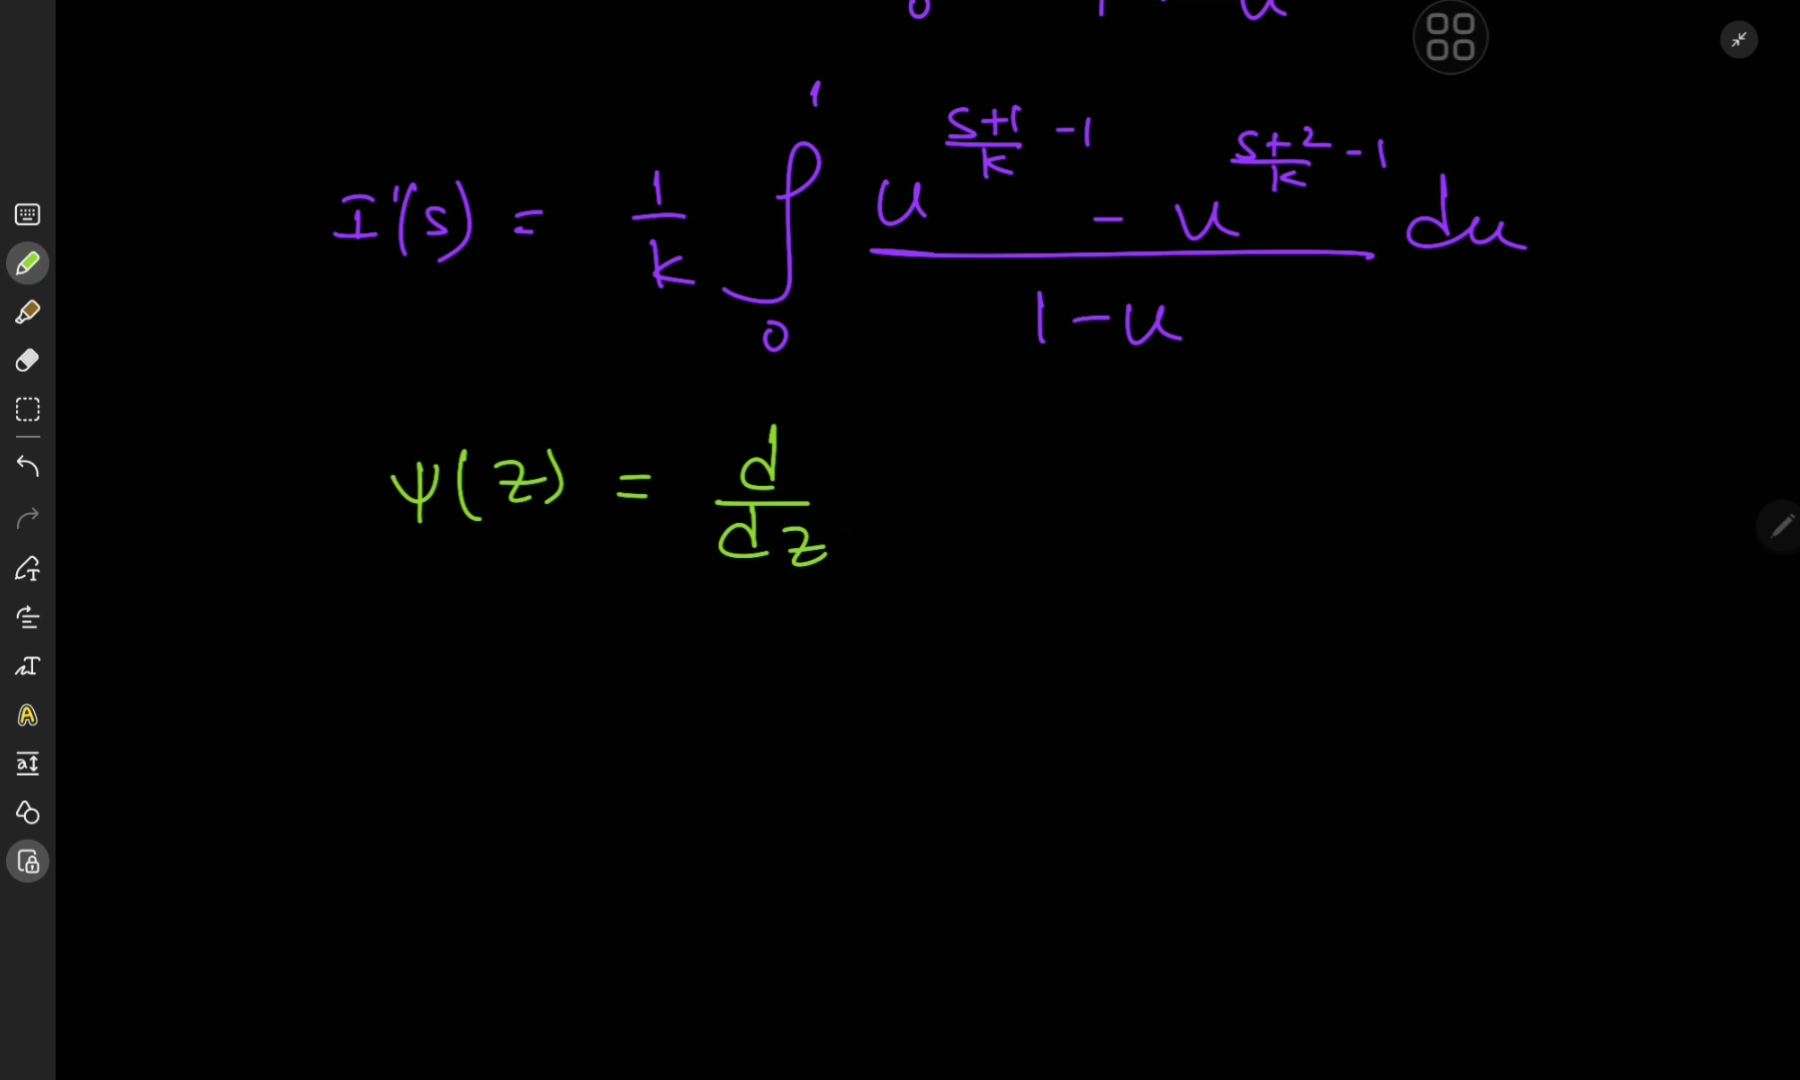 I'(s) = 1/k ∫₀¹ (u^((s+1)/k - 1) - u^((s+2)/k - 1))/(1-u) du
ψ(z) = d/dz